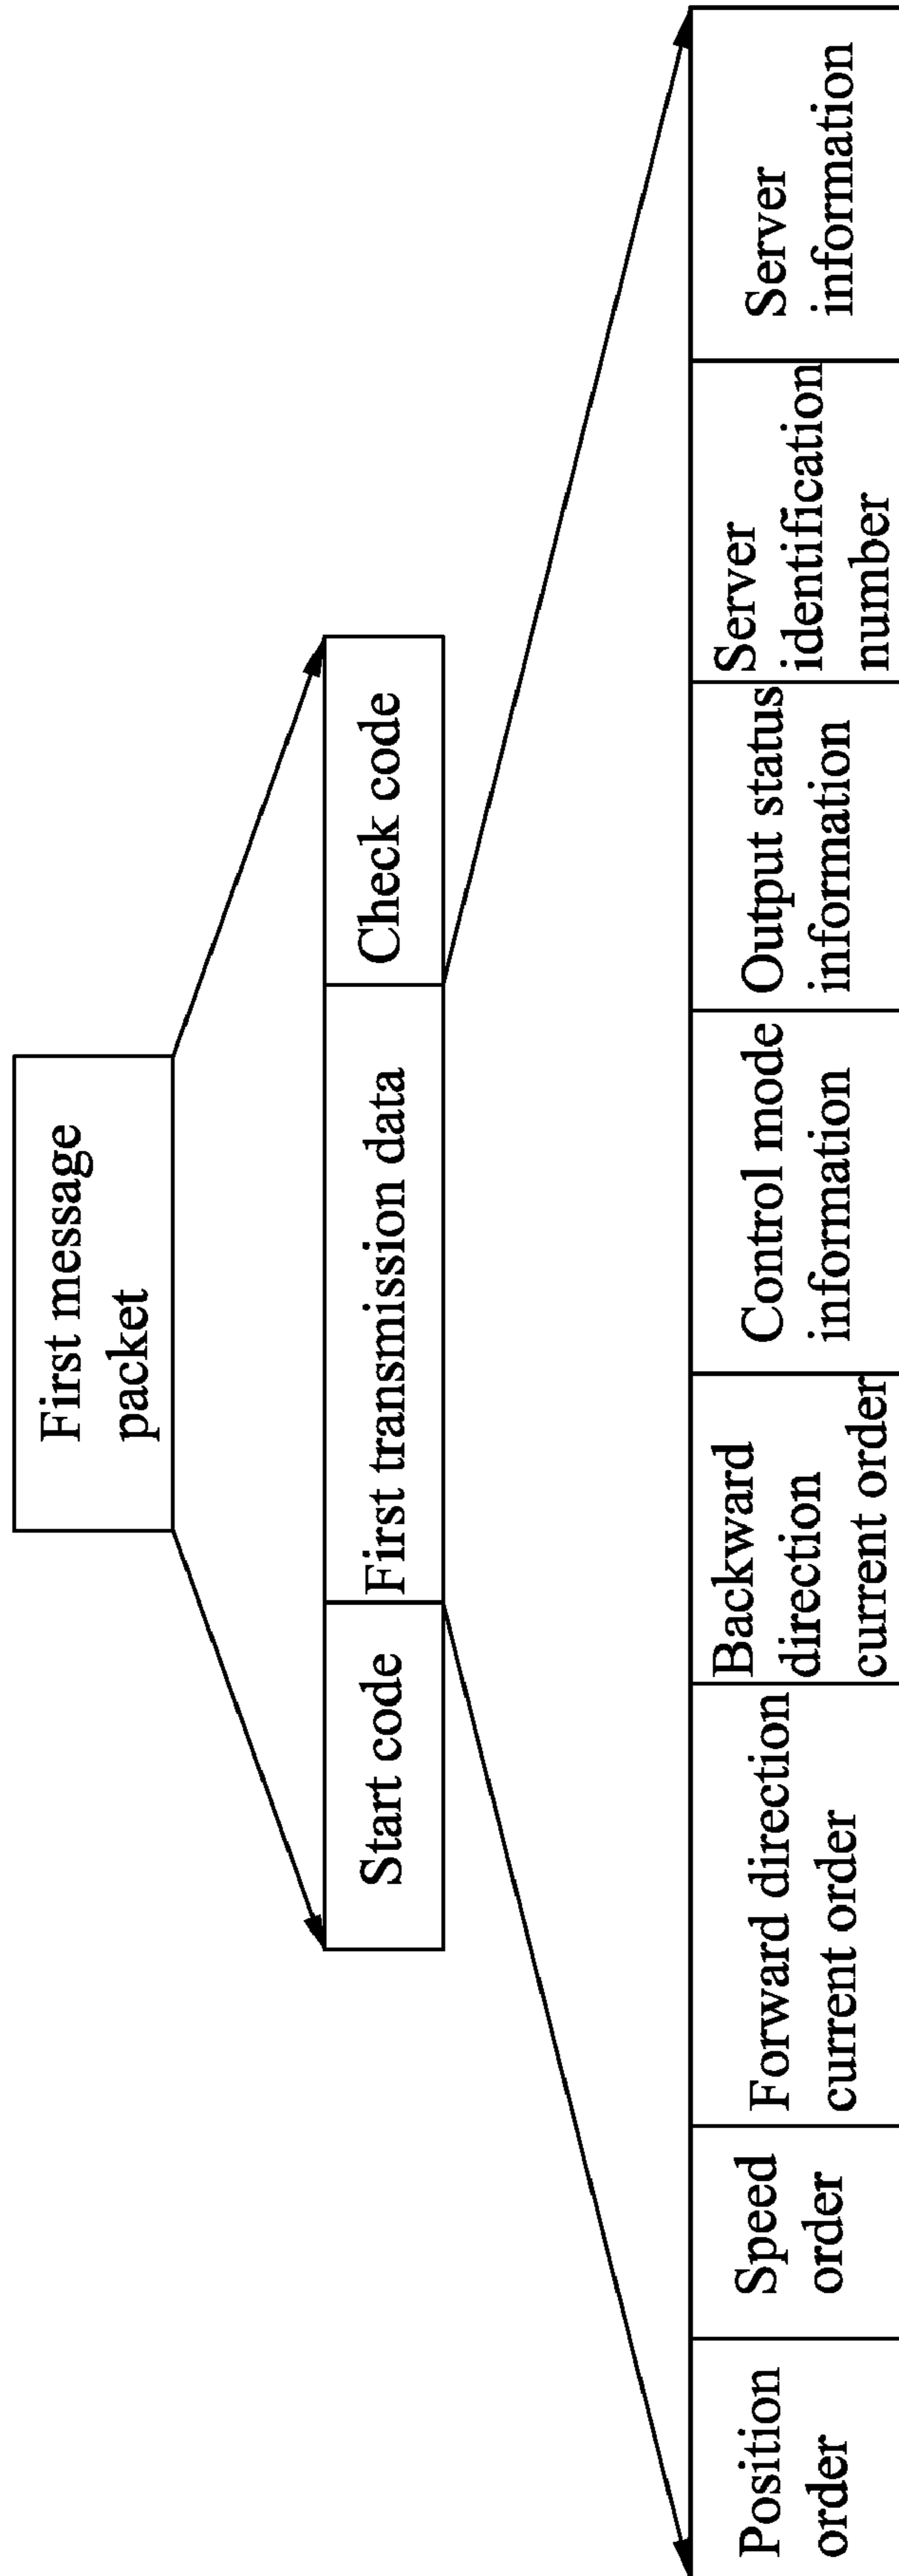 First message
packet
Start code
First transmission data
Check code
Position
order
Speed
order
Forward direction
current order
Backward
direction
current order
Control mode
information
Output status
information
Server
identification
number
Server
information